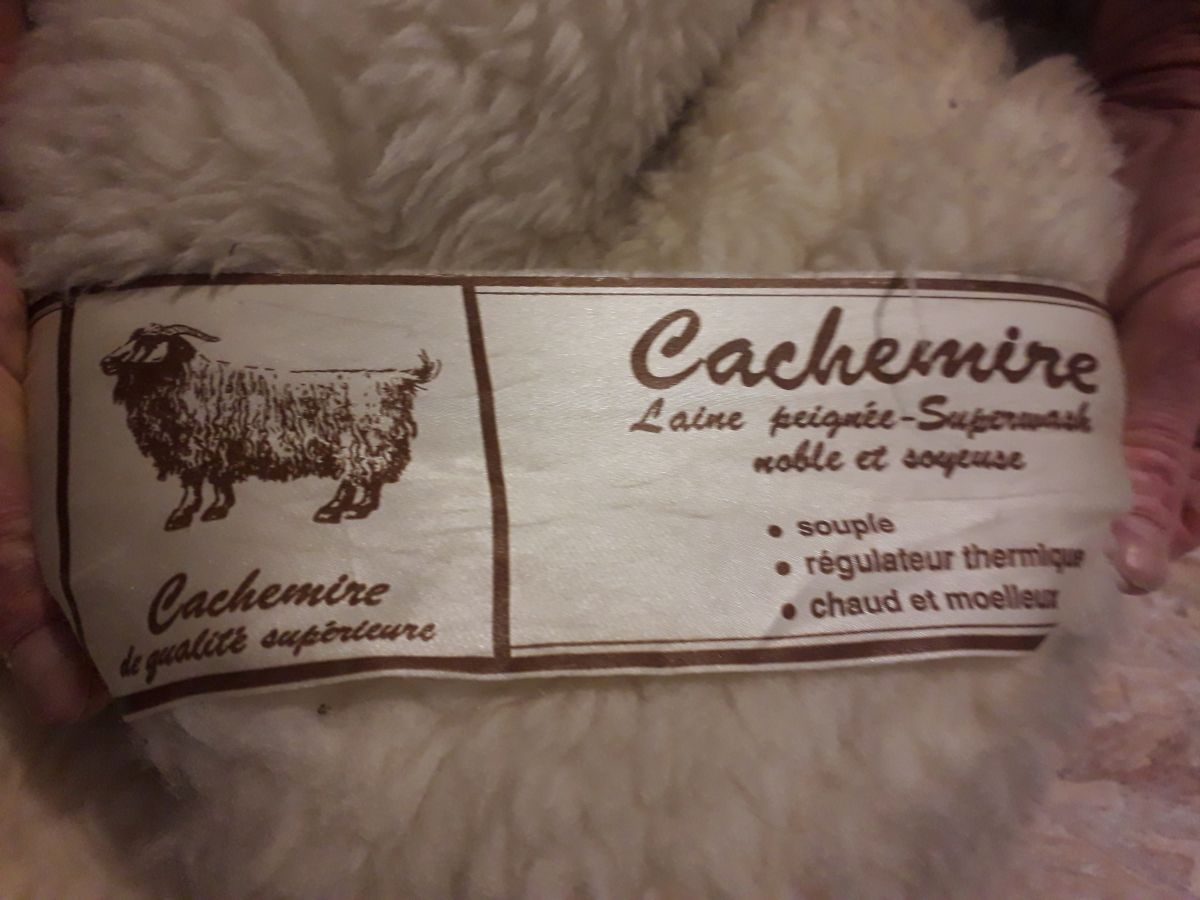 Cachemire
de qualité supérieure
Cachemire
Laine peignée-Superwash
noble et soyeuse
• souple
• régulateur thermique
• chaud et moelleux